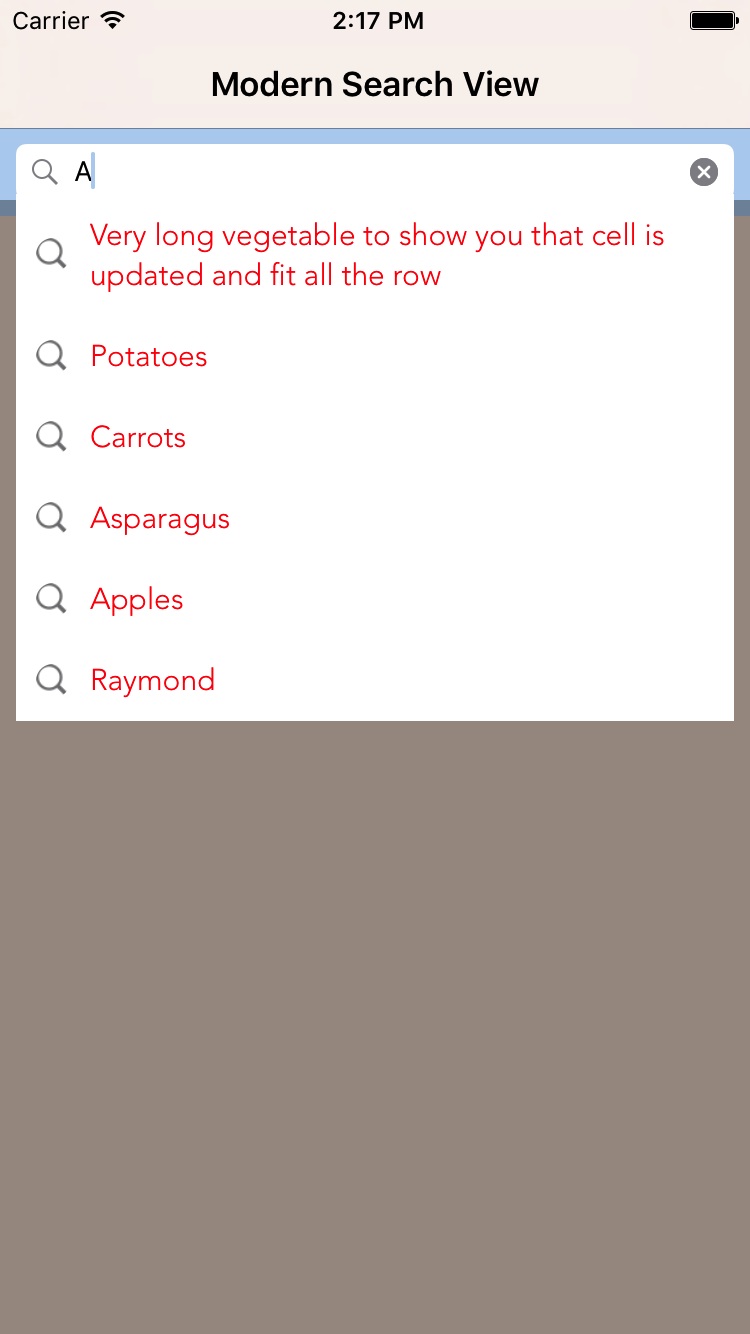 Carrier 2:17 PM
Modern Search View
A
Very long vegetable to show you that cell is
updated and fit all the row
Potatoes
Carrots
Asparagus
Apples
Raymond